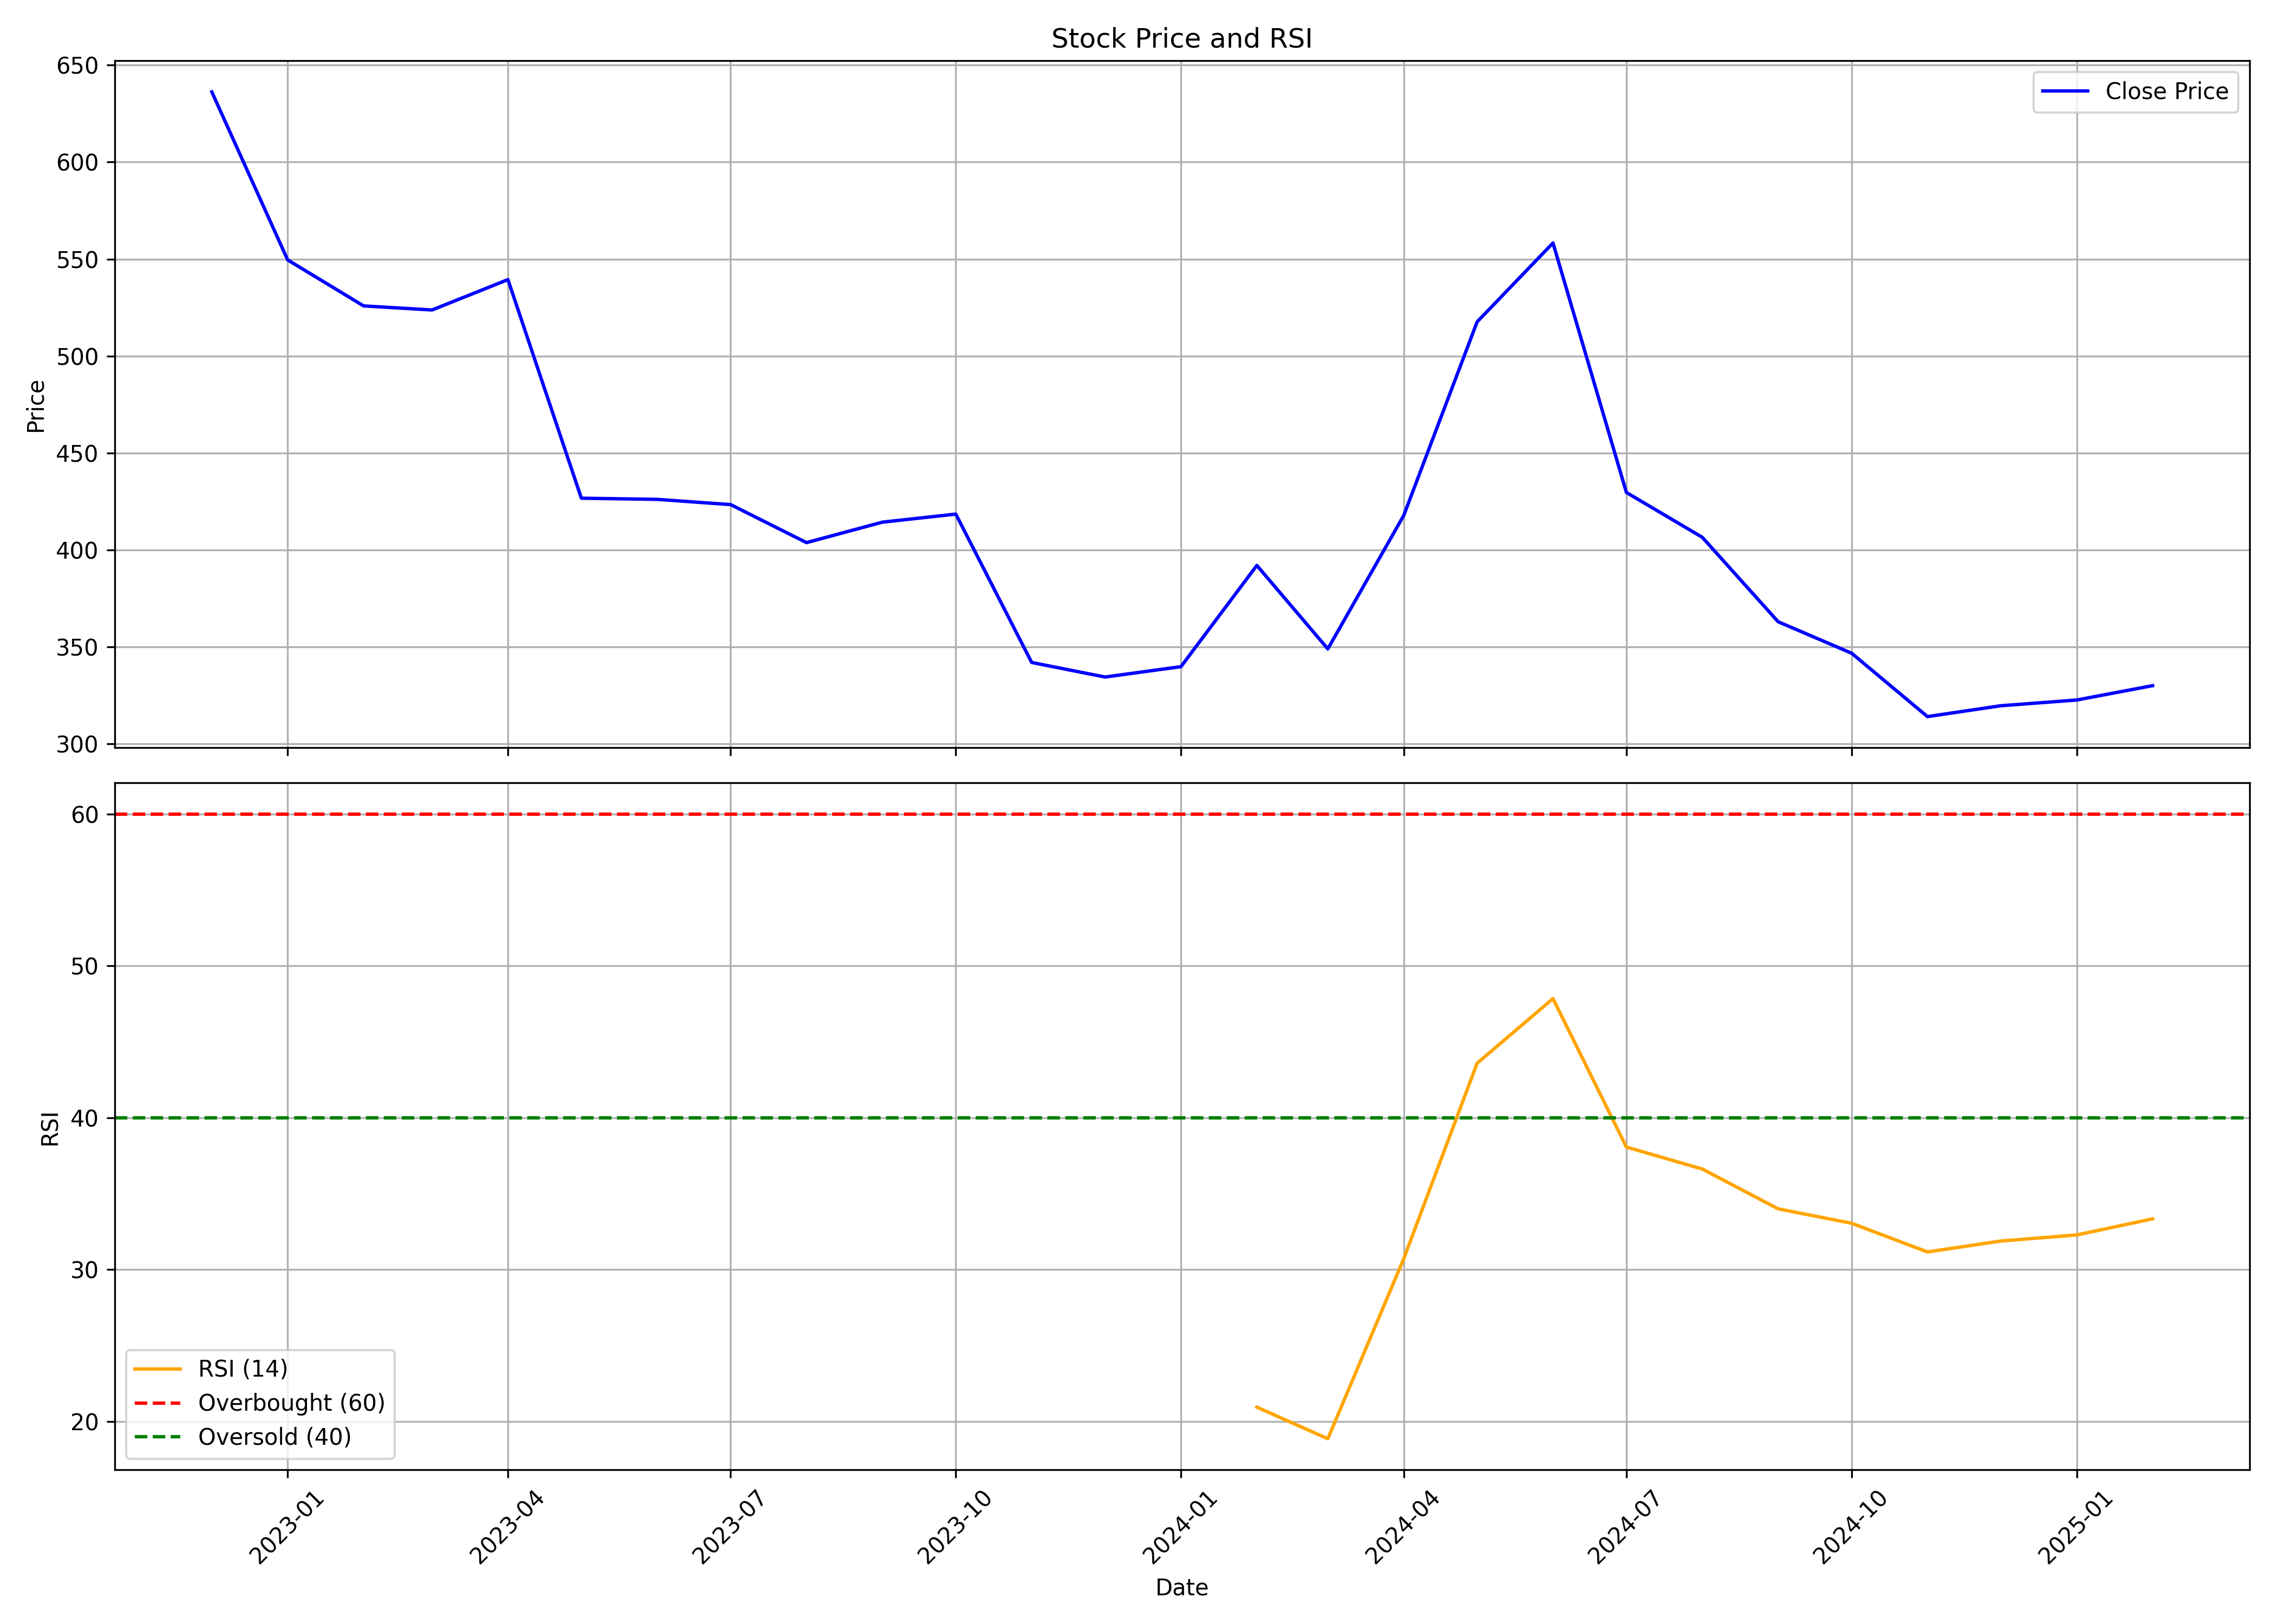 Stock Price and RSI
650
600
550
500
450
400
350
300
Price
Close Price
60
50
40
30
20
RSI
RSI (14)
Overbought (60)
Oversold (40)
2023-01
2023-04
2023-07
2023-10
2024-01
2024-04
2024-07
2024-10
2025-01
Date